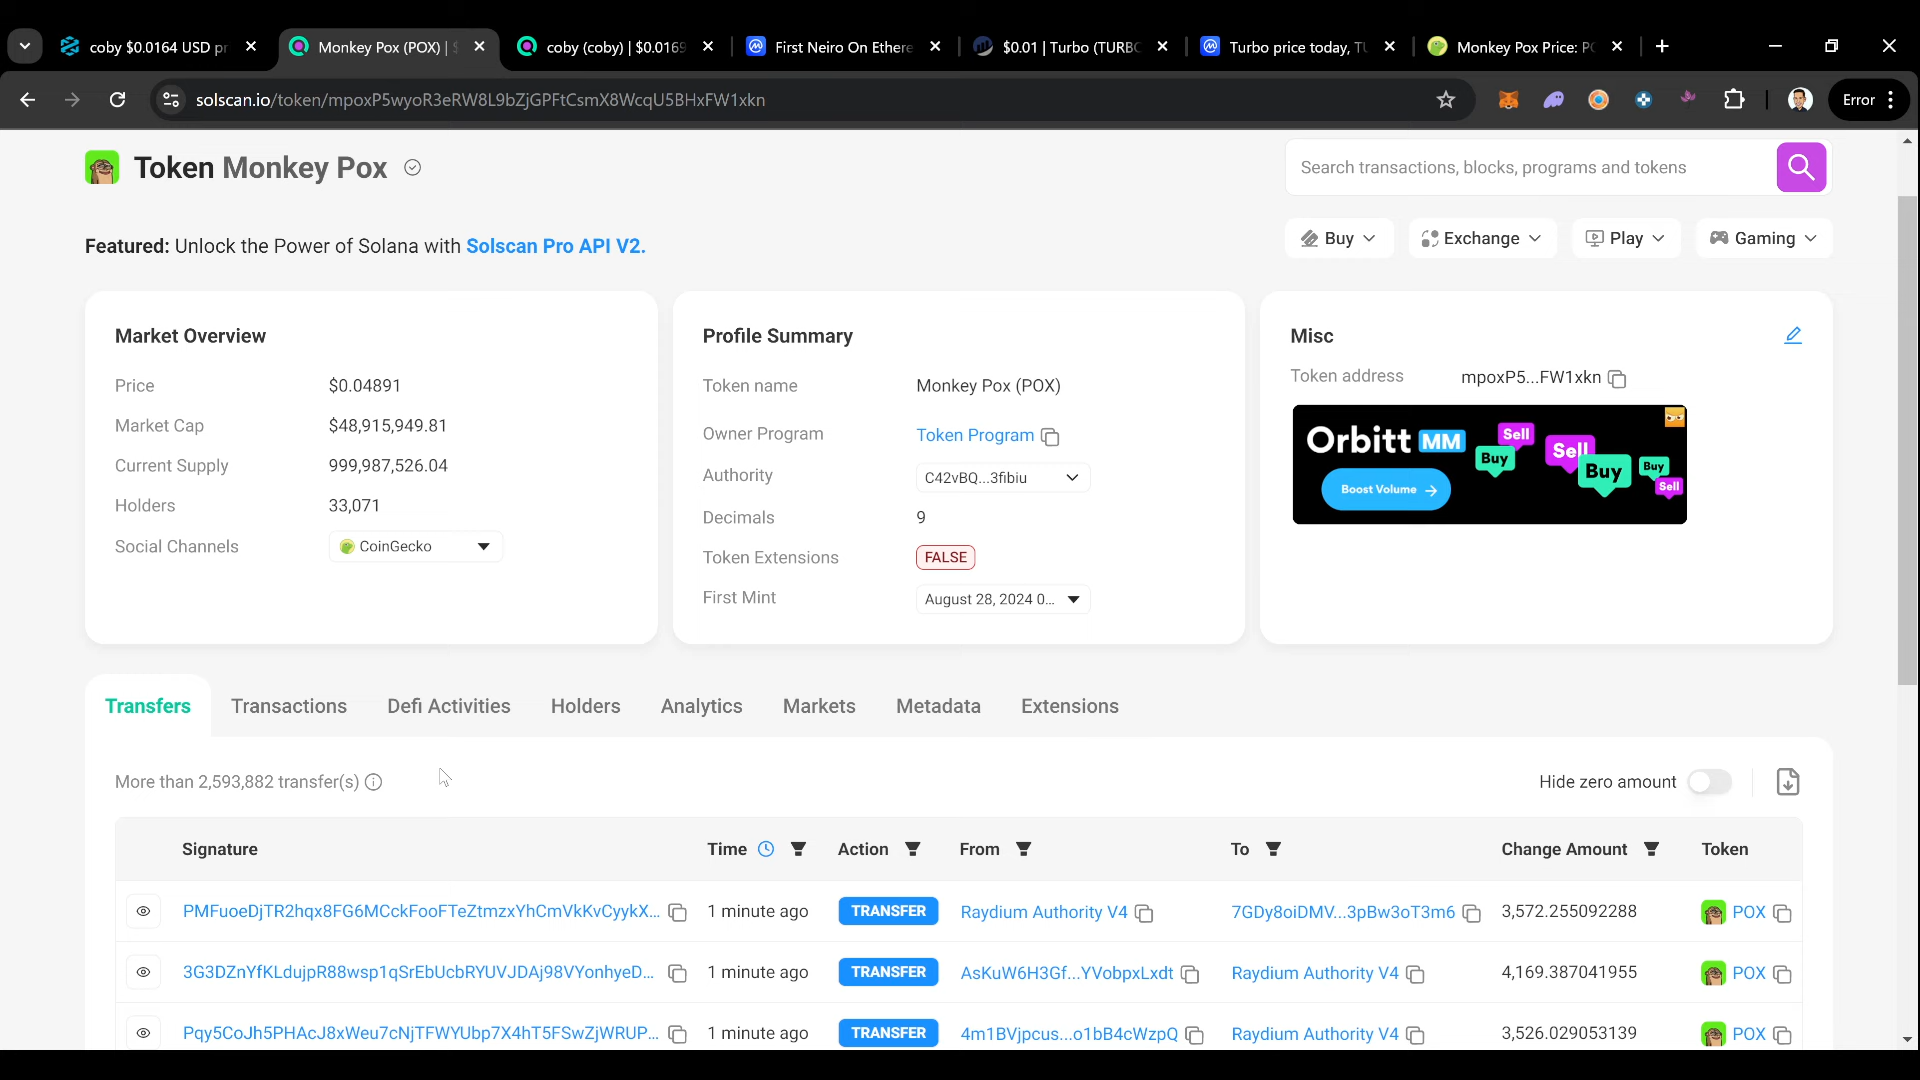 coby $0.0164 USD pr
Monkey Pox (POX) | $
coby (coby) | $0.0169
First Neiro On Ethere
$0.01 | Turbo (TURBO
Turbo price today, TU
Monkey Pox Price: PO
solscan.io/token/mpoxP5wyoR3eRW8L9bZjGPFtCsmX8WcqU5BHxFW1xkn
Error
Token Monkey Pox
Search transactions, blocks, programs and tokens
Featured: Unlock the Power of Solana with Solscan Pro API V2.
Buy
Exchange
Play
Gaming
Market Overview
Price $0.04891
Market Cap $48,915,949.81
Current Supply 999,987,526.04
Holders 33,071
Social Channels CoinGecko
Profile Summary
Token name Monkey Pox (POX)
Owner Program Token Program
Authority C42vBQ...3fibiu
Decimals 9
Token Extensions FALSE
First Mint August 28, 2024 0...
Misc
Token address mpoxP5...FW1xkn
Orbitt MM
Boost Volume
Buy
Sell
Sell
Buy
Buy
Sell
Transfers Transactions Defi Activities Holders Analytics Markets Metadata Extensions
More than 2,593,882 transfer(s)
Hide zero amount
Signature Time Action From To Change Amount Token
PMFuoeDjTR2hqx8FG6MCckFooFTeZtmzxYhCmVkKvCyykX... 1 minute ago TRANSFER Raydium Authority V4 7GDy8oiDMV...3pBw3oT3m6 3,572.255092288 POX
3G3DZnYfKLdujpR88wsp1qSrEbUcbRYUVJDAj98VYonhyeD... 1 minute ago TRANSFER AsKuW6H3Gf...YVobpxLxdt Raydium Authority V4 4,169.387041955 POX
Pqy5CoJh5PHAcJ8xWeu7cNjTFWYUbp7X4hT5FSwZjWRUP... 1 minute ago TRANSFER 4m1BVjpcus...o1bB4cWzpQ Raydium Authority V4 3,526.029053139 POX